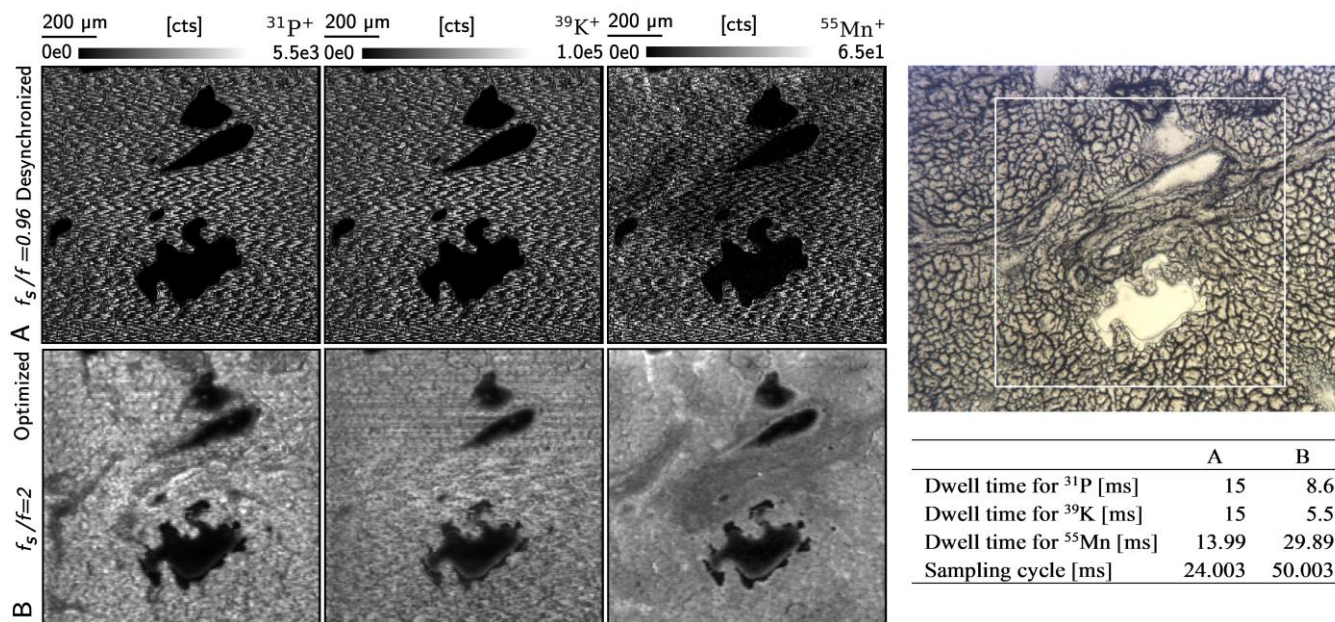 200 µm [cts] ³¹P⁺
0e0 5.5e3
200 µm [cts] ³⁹K⁺
0e0 1.0e5
200 µm [cts] ⁵⁵Mn⁺
0e0 6.5e1
A fₛ/f=0.96 Desynchronized
B fₛ/f=2 Optimized
A B
Dwell time for ³¹P [ms] 15 8.6
Dwell time for ³⁹K [ms] 15 5.5
Dwell time for ⁵⁵Mn [ms] 13.99 29.89
Sampling cycle [ms] 24.003 50.003